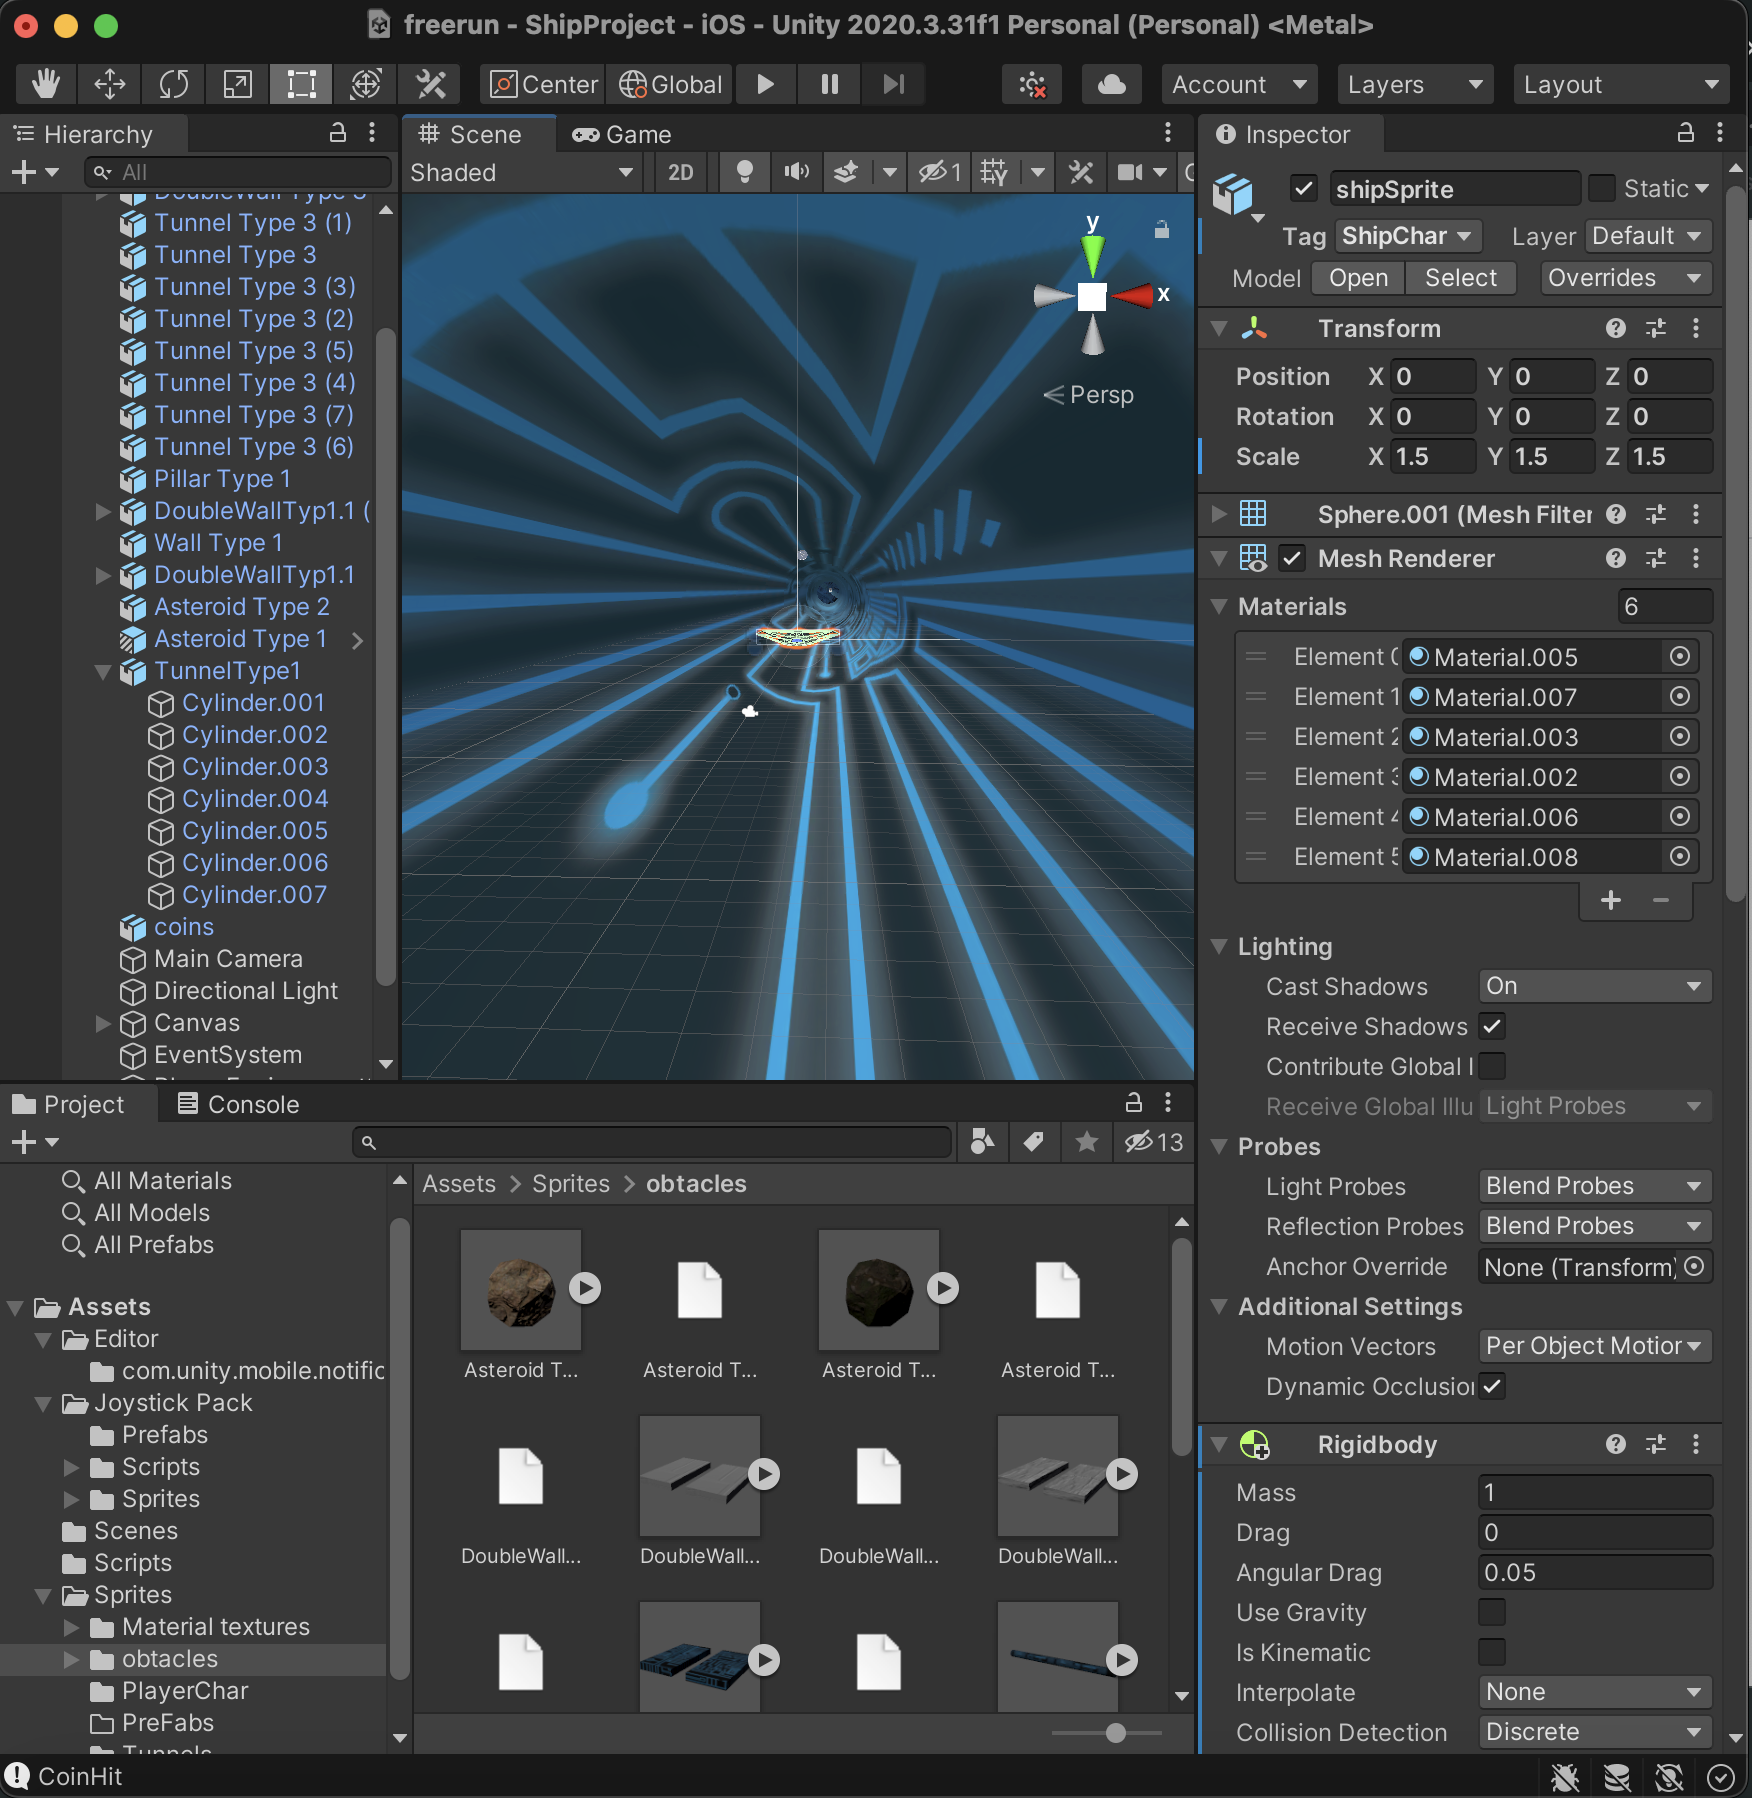 freerun - ShipProject - iOS - Unity 2020.3.31f1 Personal (Personal) <Metal>
Center Global Account Layers Layout
Hierarchy
All
DoubleWall Type 3
Tunnel Type 3 (1)
Tunnel Type 3
Tunnel Type 3 (3)
Tunnel Type 3 (2)
Tunnel Type 3 (5)
Tunnel Type 3 (4)
Tunnel Type 3 (7)
Tunnel Type 3 (6)
Pillar Type 1
DoubleWallTyp1.1 (
Wall Type 1
DoubleWallTyp1.1
Asteroid Type 2
Asteroid Type 1
TunnelType1
Cylinder.001
Cylinder.002
Cylinder.003
Cylinder.004
Cylinder.005
Cylinder.006
Cylinder.007
coins
Main Camera
Directional Light
Canvas
EventSystem
Scene Game
Shaded 2D 1
y
x
Persp
Inspector
shipSprite Static
Tag ShipChar Layer Default
Model Open Select Overrides
Transform
Position X 0 Y 0 Z 0
Rotation X 0 Y 0 Z 0
Scale X 1.5 Y 1.5 Z 1.5
Sphere.001 (Mesh Filter
Mesh Renderer
Materials 6
Element 0 Material.005
Element 1 Material.007
Element 2 Material.003
Element 3 Material.002
Element 4 Material.006
Element 5 Material.008
Lighting
Cast Shadows On
Receive Shadows
Contribute Global I
Receive Global Illu Light Probes
Probes
Light Probes Blend Probes
Reflection Probes Blend Probes
Anchor Override None (Transform)
Additional Settings
Motion Vectors Per Object Motion
Dynamic Occlusion
Rigidbody
Mass 1
Drag 0
Angular Drag 0.05
Use Gravity
Is Kinematic
Interpolate None
Collision Detection Discrete
Project Console
13
All Materials
All Models
All Prefabs
Assets
Editor
com.unity.mobile.notific
Joystick Pack
Prefabs
Scripts
Sprites
Scenes
Scripts
Sprites
Material textures
obtacles
PlayerChar
PreFabs
Tunnels
Assets > Sprites > obtacles
Asteroid T... Asteroid T... Asteroid T... Asteroid T...
DoubleWall... DoubleWall... DoubleWall... DoubleWall...
CoinHit